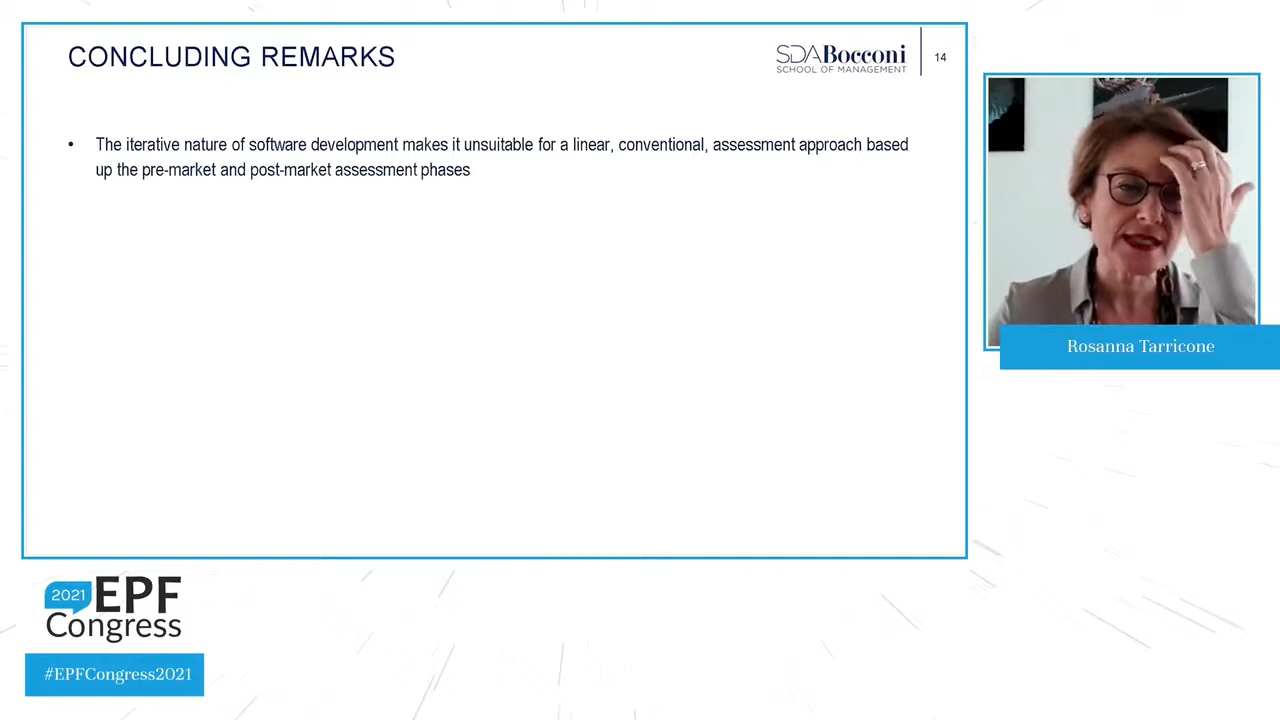 CONCLUDING REMARKS
SDA Bocconi
SCHOOL OF MANAGEMENT
14
• The iterative nature of software development makes it unsuitable for a linear, conventional, assessment approach based
up the pre-market and post-market assessment phases
Rosanna Tarricone
2021 EPF
Congress
#EPFCongress2021